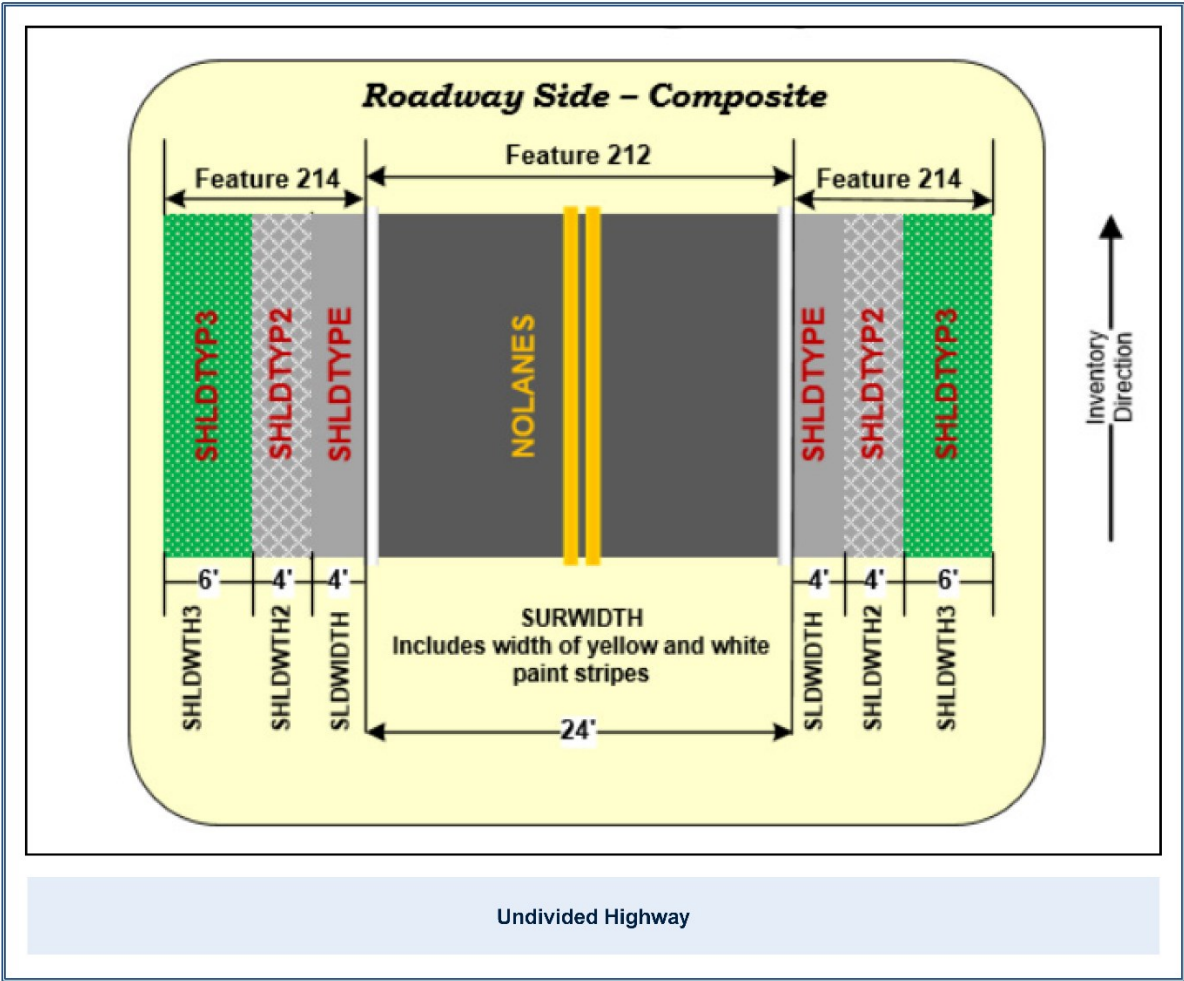 Roadway Side – Composite
Feature 214
Feature 212
Feature 214
SHLDTYP3
SHLDTYP2
SHLDTYPE
NOLANES
SHLDTYPE
SHLDTYP2
SHLDTYP3
Inventory
Direction
6'
4'
4'
4'
4'
6'
SHLDWTH3
SHLDWTH2
SLDWIDTH
SURWIDTH
Includes width of yellow and white
paint stripes
24'
SLDWIDTH
SHLDWTH2
SHLDWTH3
Undivided Highway